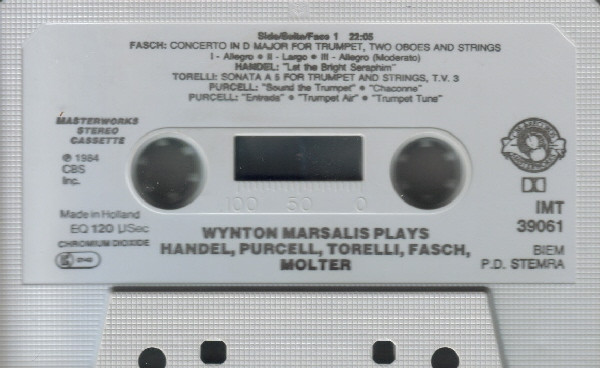 Side/Seite/Face 1 22:05
FASCH: CONCERTO IN D MAJOR FOR TRUMPET, TWO OBOES AND STRINGS
I - Allegro • II - Largo • III - Allegro (Moderato)
HANDEL: "Let the Bright Seraphim"
TORELLI: SONATA A 5 FOR TRUMPET AND STRINGS, T.V. 3
PURCELL: "Sound the Trumpet" • "Chaconne"
PURCELL: "Entrada" • "Trumpet Air" • "Trumpet Tune"
MASTERWORKS
STEREO
CASSETTE
℗ 1984
CBS
Inc.
Made in Holland
EQ 120 µSec
CHROMIUM DIOXIDE
100 50 0
IMT
39061
BIEM
P.D. STEMRA
WYNTON MARSALIS PLAYS
HANDEL, PURCELL, TORELLI, FASCH,
MOLTER